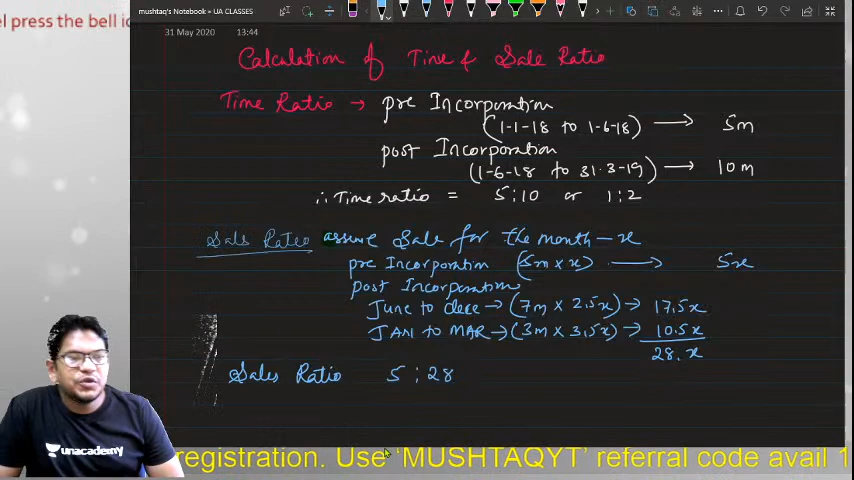 el press the bell ic
mushtaq's Notebook » UA CLASSES
31 May 2020 13:44
Calculation of Time & Sale Ratio
Time Ratio → pre Incorporation
(1-1-18 to 1-6-18) → 5m
post Incorporation
(1-6-18 to 31.3-19) → 10m
∴ Time ratio = 5:10 or 1:2
Sals Ratio assume Sale for the month - x
pre Incorporation (5m x x) → 5x
post Incorporation
June to dece → (7m x 2.5x) → 17.5x
JAN to MAR → (3m x 3.5x) → 10.5x
28.x
Sales Ratio 5:28
unacademy
registration. Use 'MUSHTAQYT' referral code avail 1